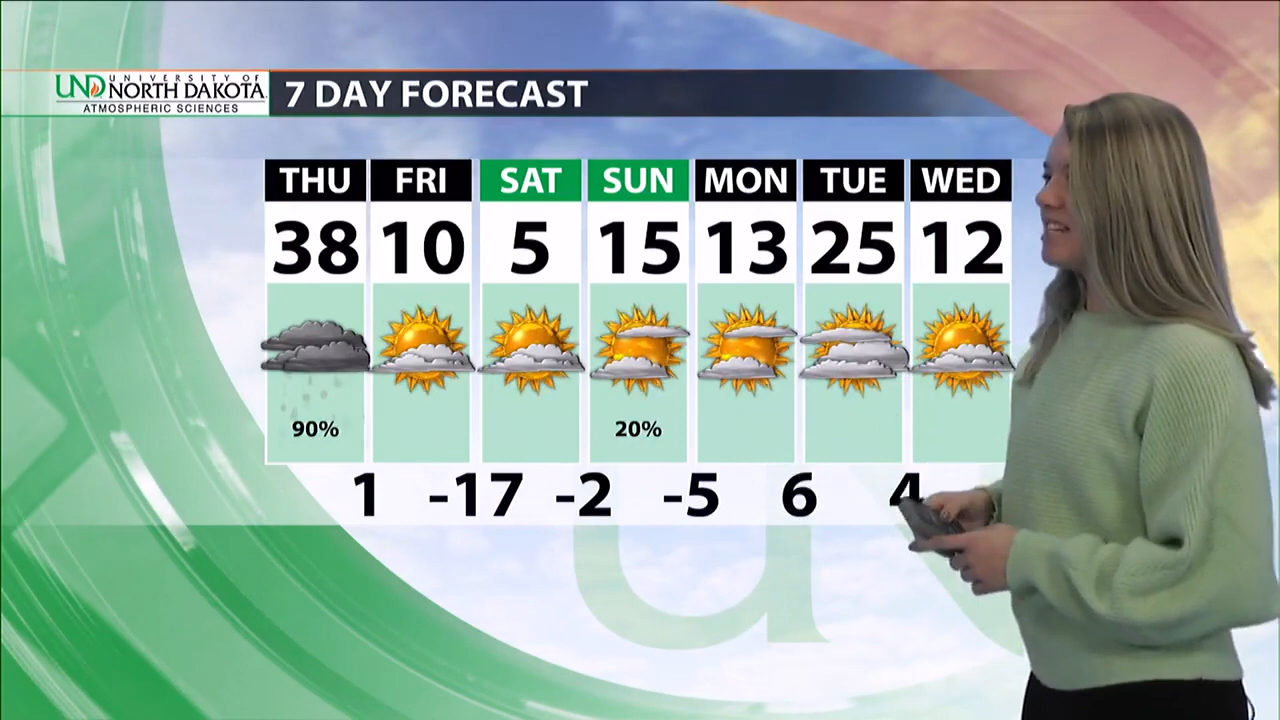 UND UNIVERSITY OF
NORTH DAKOTA
ATMOSPHERIC SCIENCES
7 DAY FORECAST
THU FRI SAT SUN MON TUE WED
38 10 5 15 13 25 12
90% 20%
1 -17 -2 -5 6 4